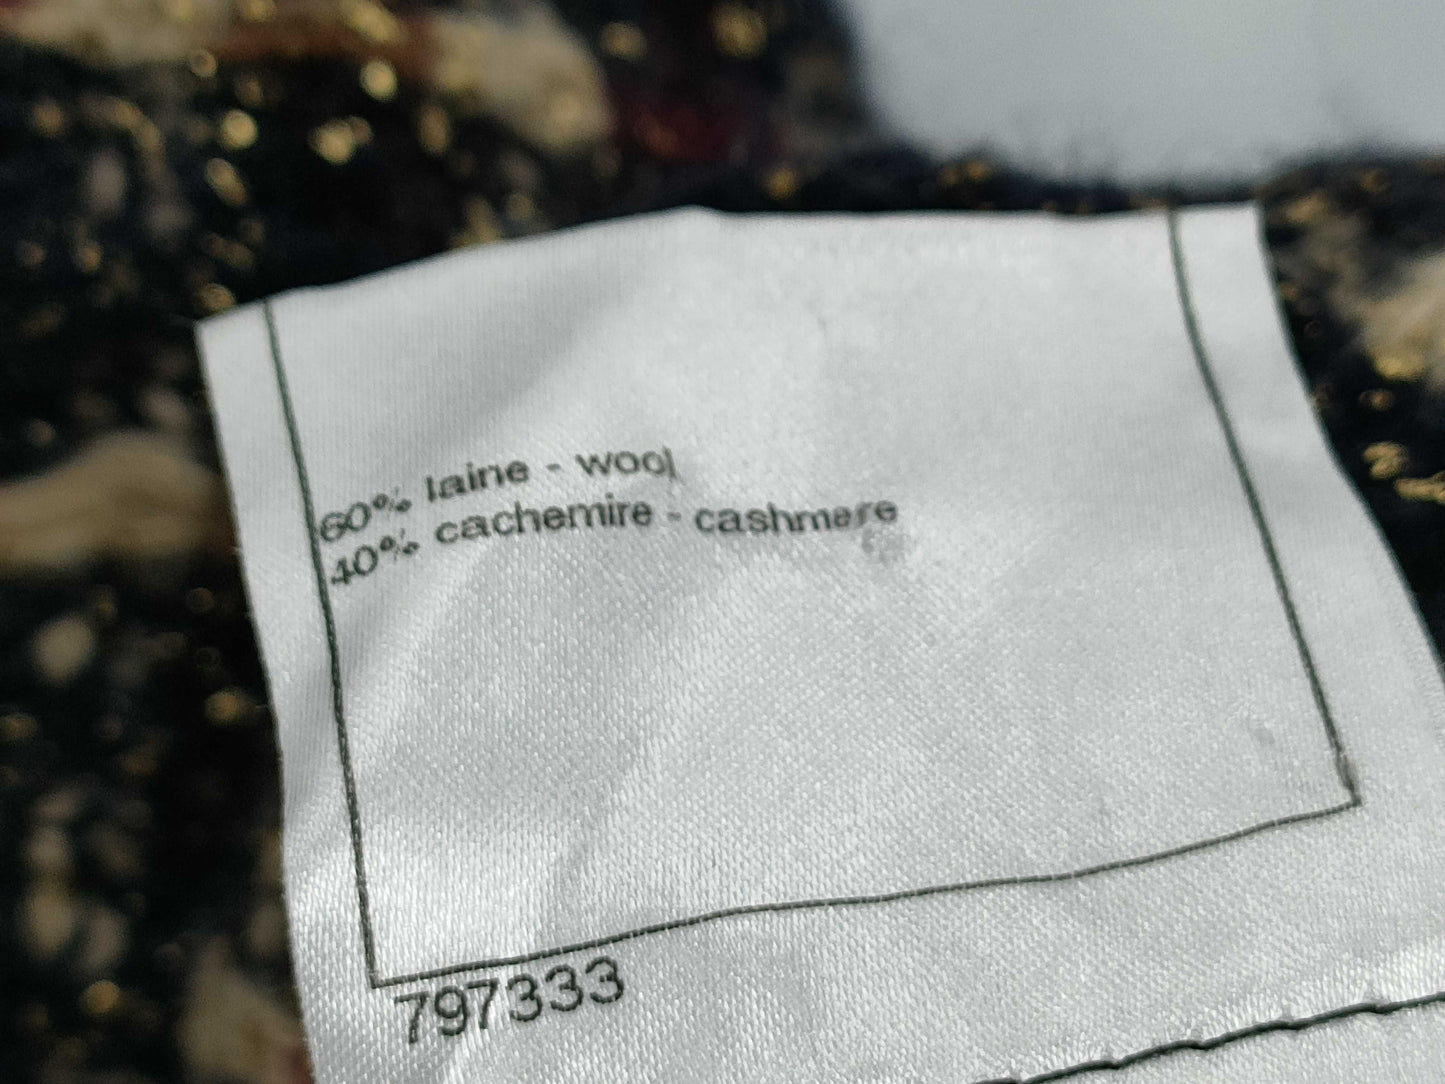 60% laine - wool
40% cachemire - cashmere
797333